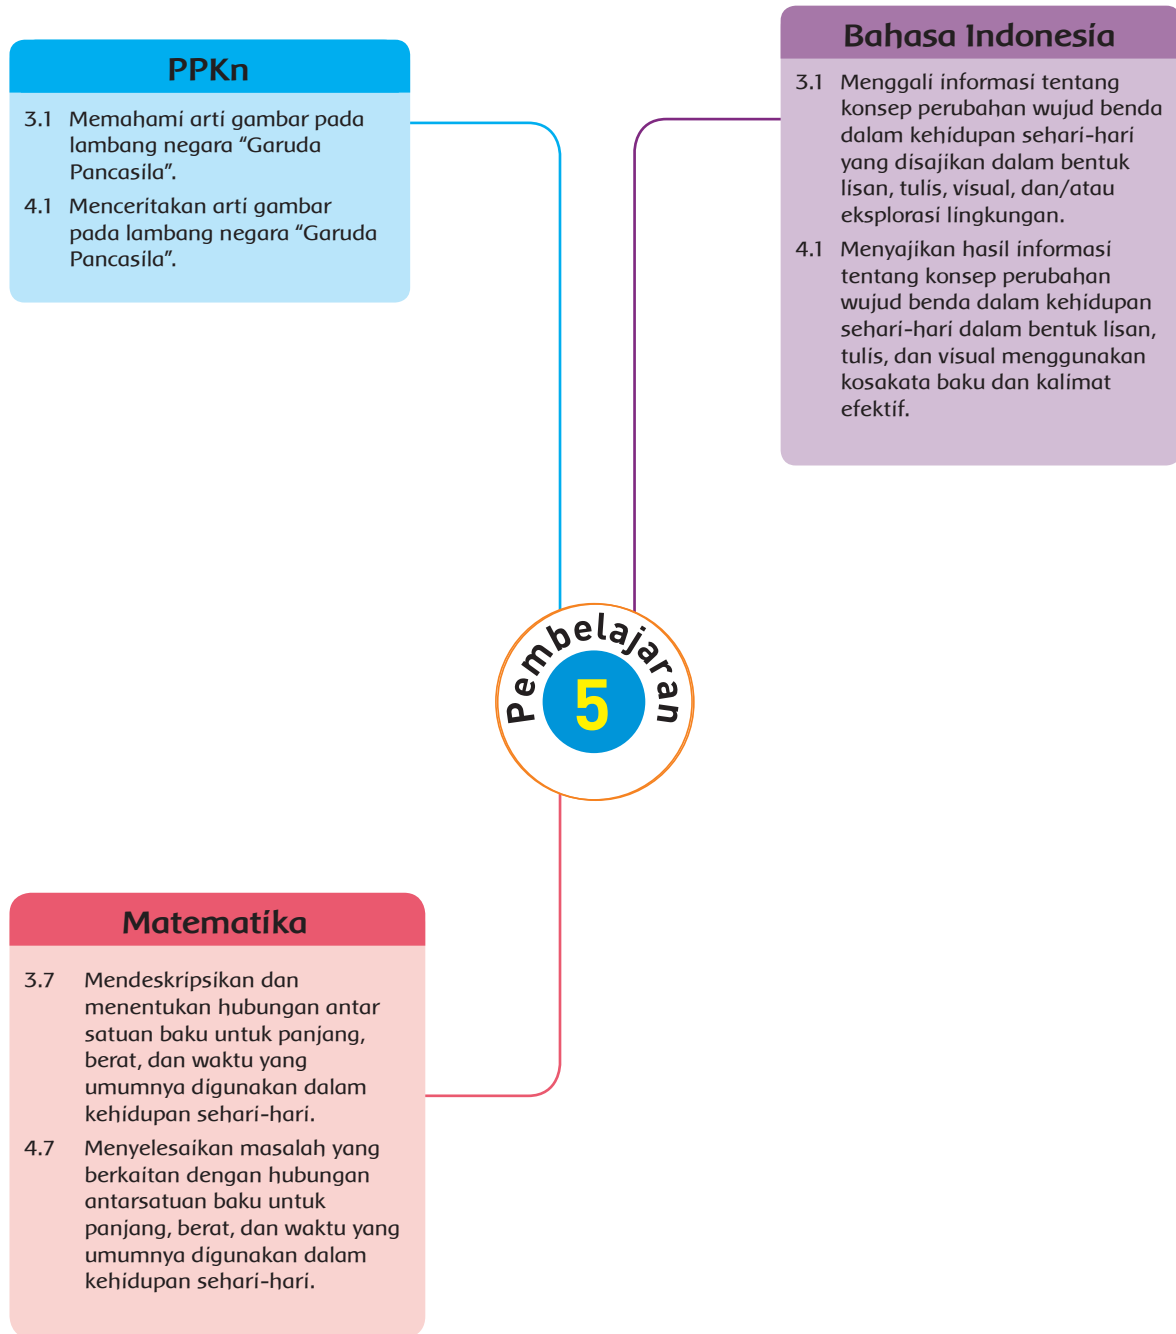 PPKn
3.1 Memahami arti gambar pada
lambang negara “Garuda
Pancasila”.
4.1 Menceritakan arti gambar
pada lambang negara “Garuda
Pancasila”.
Bahasa Indonesia
3.1 Menggali informasi tentang
konsep perubahan wujud benda
dalam kehidupan sehari-hari
yang disajikan dalam bentuk
lisan, tulis, visual, dan/atau
eksplorasi lingkungan.
4.1 Menyajikan hasil informasi
tentang konsep perubahan
wujud benda dalam kehidupan
sehari-hari dalam bentuk lisan,
tulis, dan visual menggunakan
kosakata baku dan kalimat
efektif.
Pembelajaran
5
Matematika
3.7 Mendeskripsikan dan
menentukan hubungan antar
satuan baku untuk panjang,
berat, dan waktu yang
umumnya digunakan dalam
kehidupan sehari-hari.
4.7 Menyelesaikan masalah yang
berkaitan dengan hubungan
antarsatuan baku untuk
panjang, berat, dan waktu yang
umumnya digunakan dalam
kehidupan sehari-hari.